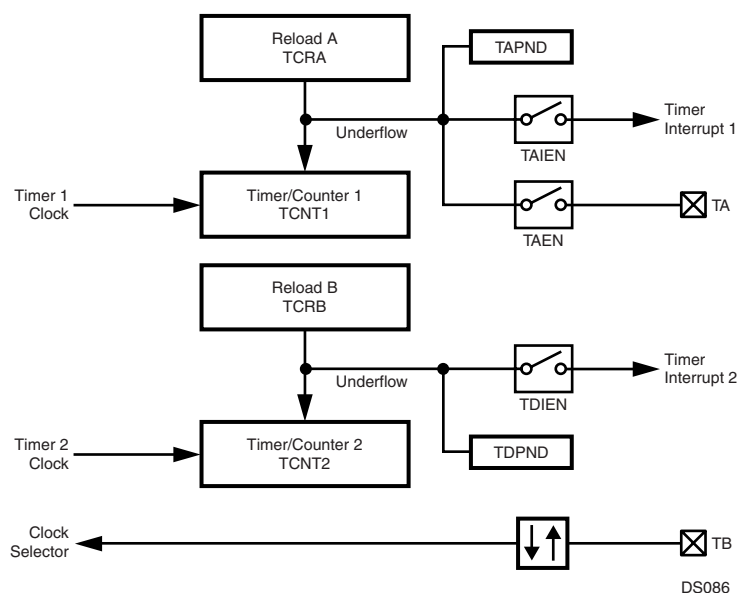 Reload A
TCRA
TAPND
Underflow
Timer
Interrupt 1
TAIEN
Timer 1
Clock
Timer/Counter 1
TCNT1
TAEN
TA
Reload B
TCRB
Underflow
Timer
Interrupt 2
TDIEN
Timer 2
Clock
Timer/Counter 2
TCNT2
TDPND
Clock
Selector
TB
DS086